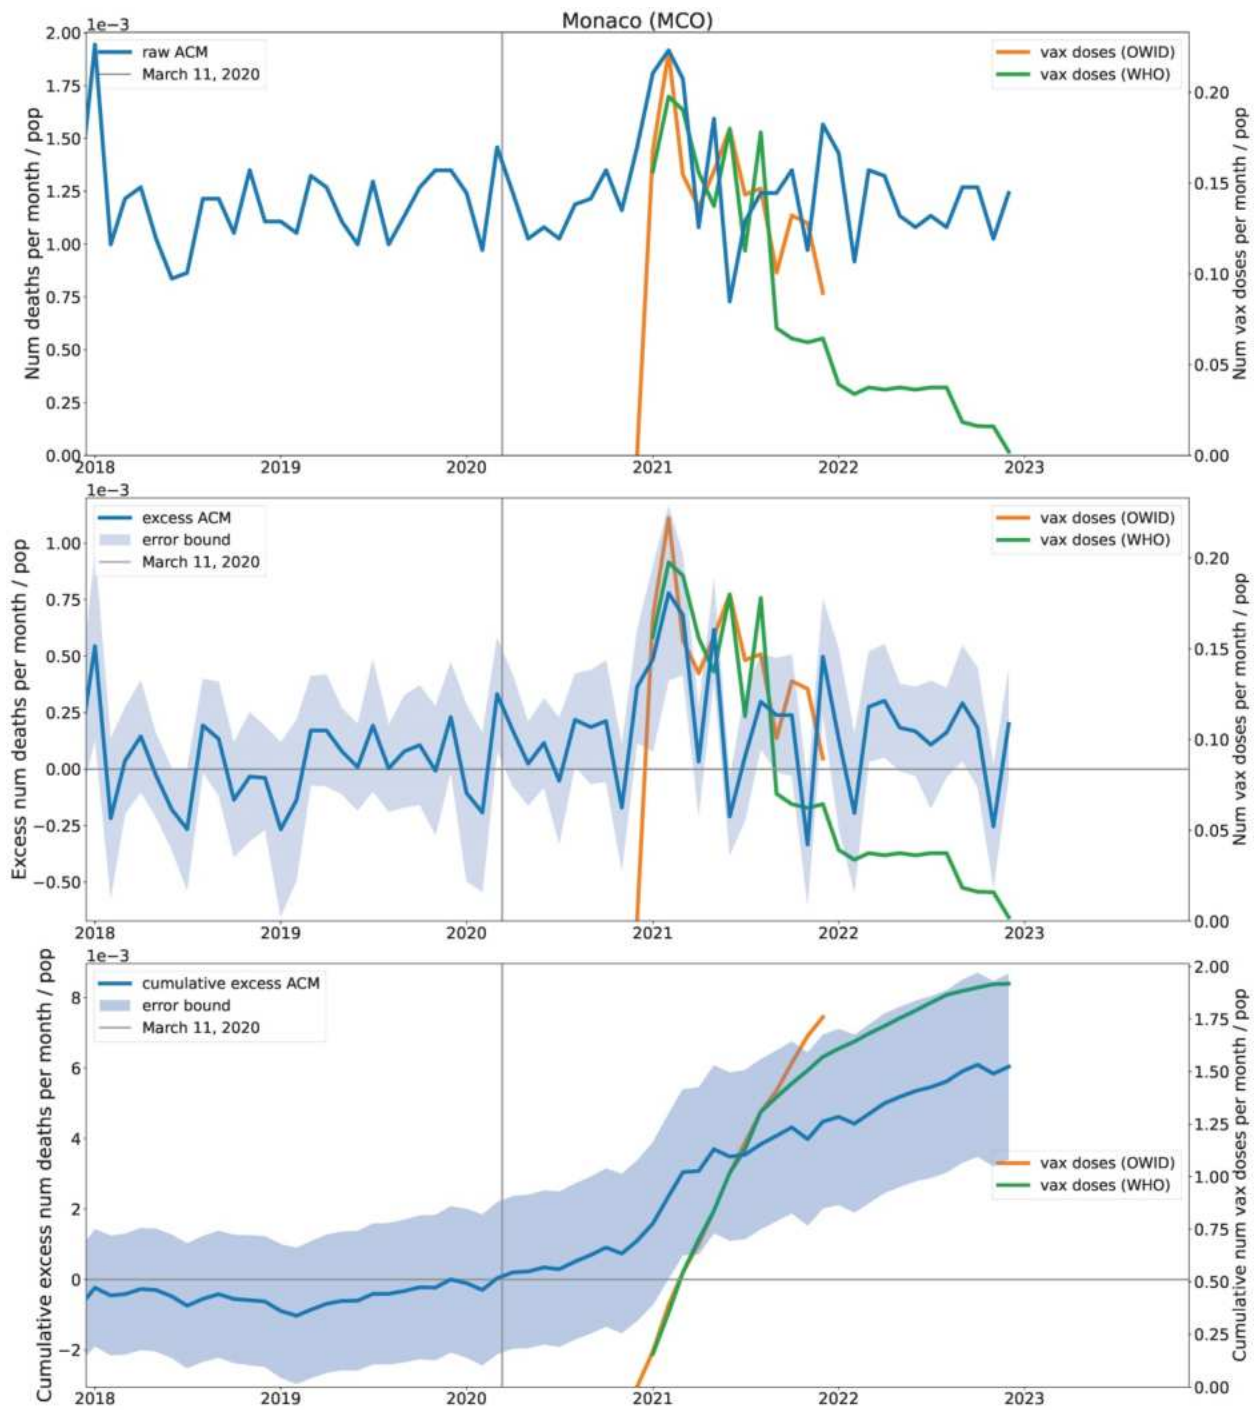 Monaco (MCO)
1e−3
2.00
1.75
1.50
1.25
1.00
0.75
0.50
0.25
0.00
Num deaths per month / pop
raw ACM
March 11, 2020
vax doses (OWID)
vax doses (WHO)
0.20
0.15
0.10
0.05
0.00
Num vax doses per month / pop
2018 2019 2020 2021 2022 2023
1e−3
1.00
0.75
0.50
0.25
0.00
−0.25
−0.50
Excess num deaths per month / pop
excess ACM
error bound
March 11, 2020
vax doses (OWID)
vax doses (WHO)
0.20
0.15
0.10
0.05
0.00
Num vax doses per month / pop
2018 2019 2020 2021 2022 2023
1e−3
8
6
4
2
0
−2
Cumulative excess num deaths per month / pop
cumulative excess ACM
error bound
March 11, 2020
vax doses (OWID)
vax doses (WHO)
2.00
1.75
1.50
1.25
1.00
0.75
0.50
0.25
0.00
Cumulative num vax doses per month / pop
2018 2019 2020 2021 2022 2023